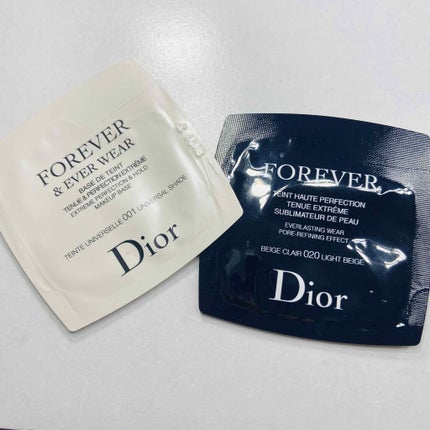 FOREVER
& EVER WEAR
BASE DE TEINT
TENUE & PERFECTION EXTRÊME
EXTREME PERFECTION & HOLD
MAKEUP BASE
TEINTE UNIVERSELLE 001 UNIVERSAL SHADE
Dior
FOREVER
TEINT HAUTE PERFECTION
TENUE EXTRÊME
SUBLIMATEUR DE PEAU
EVERLASTING WEAR
PORE-REFINING EFFECT
BEIGE CLAIR 020 LIGHT BEIGE
Dior